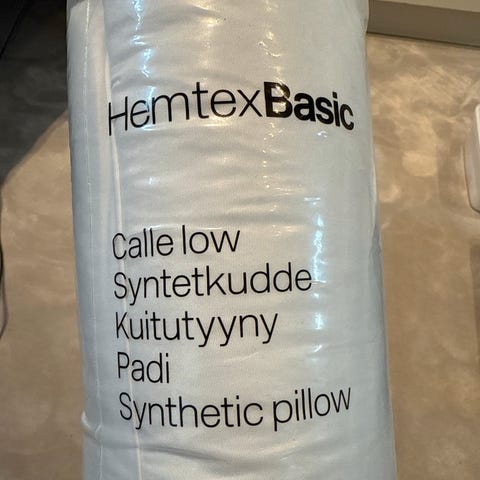 HemtexBasic
Calle low
Syntetkudde
Kuitutyyny
Padi
Synthetic pillow